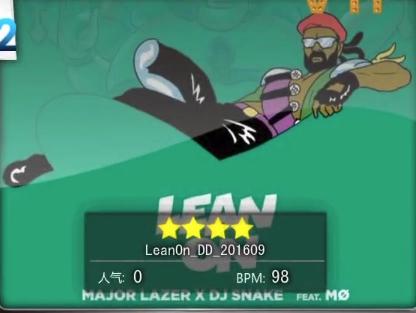 2
LEAN
ON
LeanOn_DD_201609
人气: 0
BPM: 98
MAJOR LAZER X DJ SNAKE FEAT. MØ